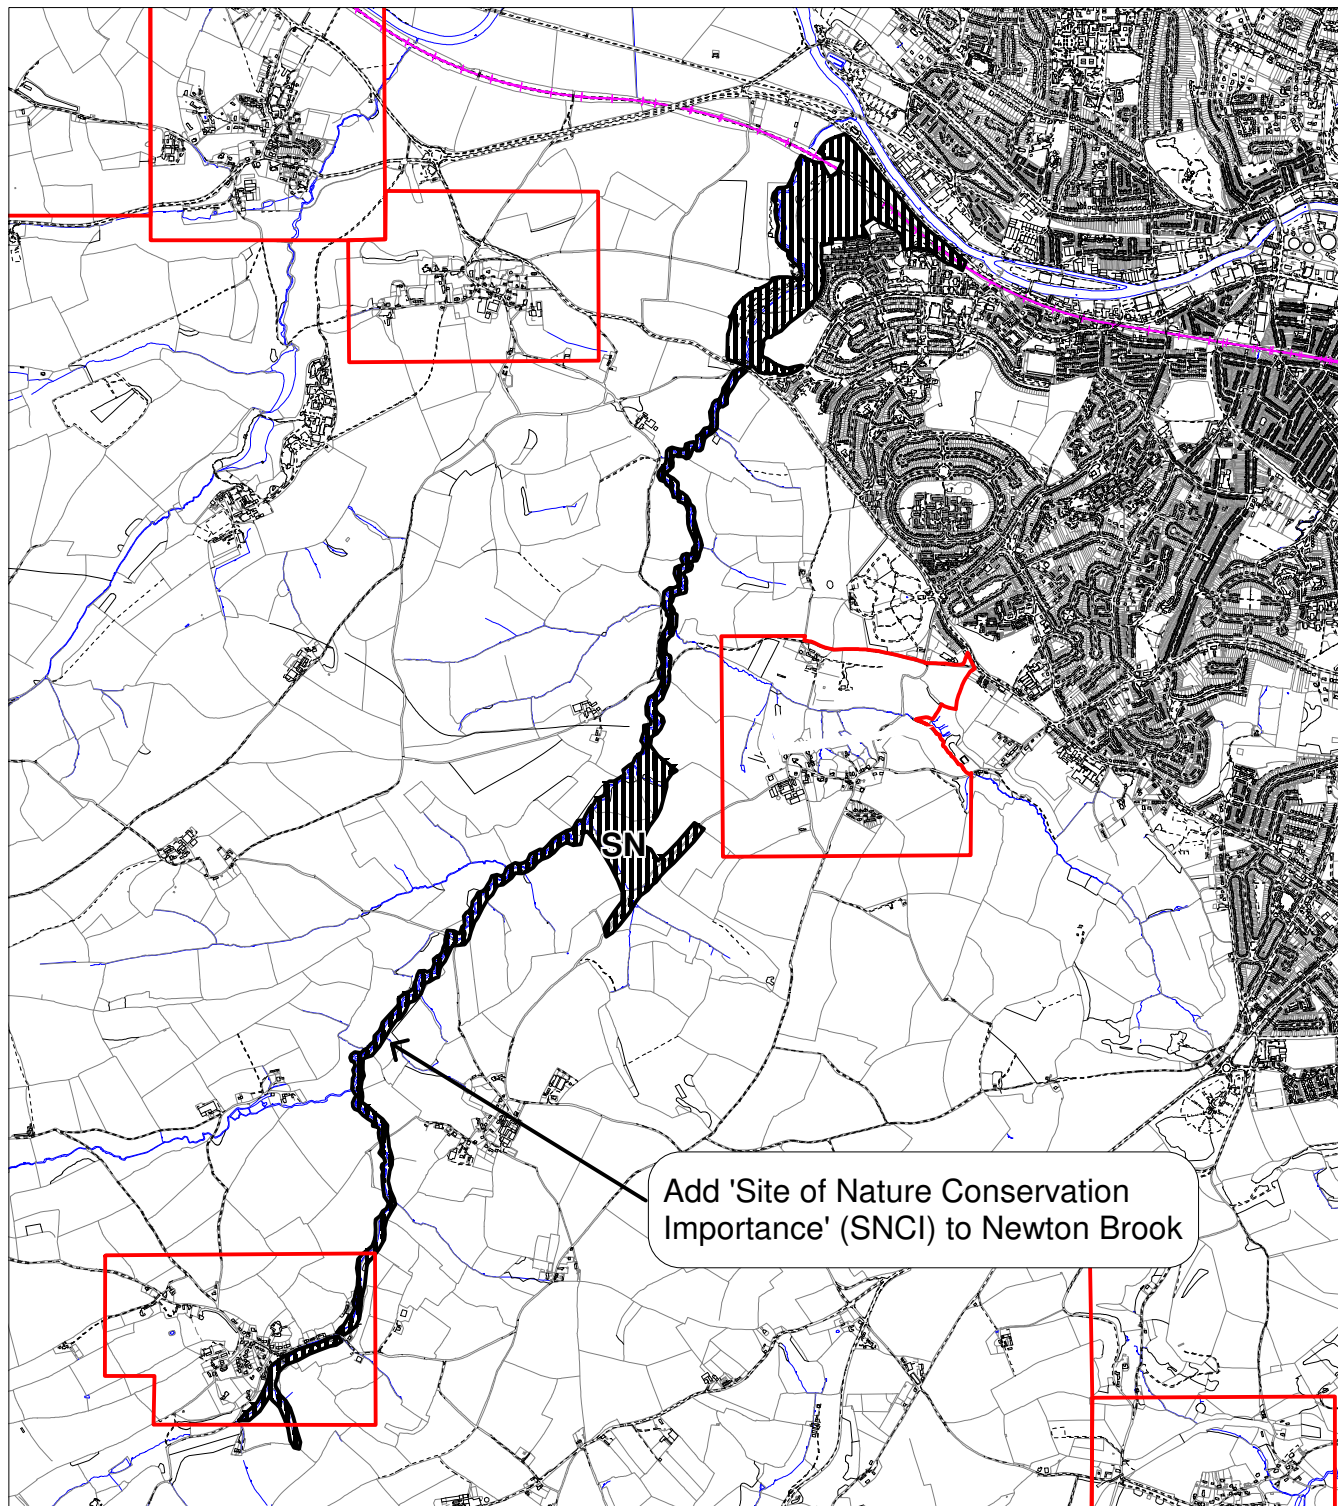 SN
Add 'Site of Nature Conservation
Importance' (SNCI) to Newton Brook